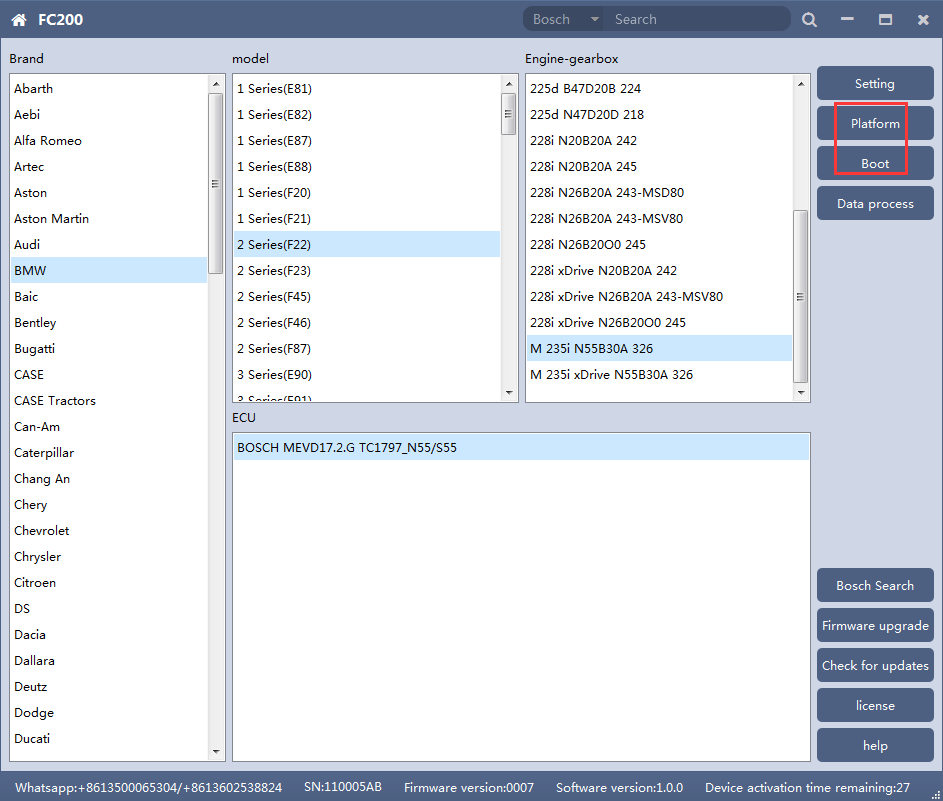 FC200
Bosch
Search
Brand
Abarth
Aebi
Alfa Romeo
Artec
Aston
Aston Martin
Audi
BMW
Baic
Bentley
Bugatti
CASE
CASE Tractors
Can-Am
Caterpillar
Chang An
Chery
Chevrolet
Chrysler
Citroen
DS
Dacia
Dallara
Deutz
Dodge
Ducati
model
1 Series(E81)
1 Series(E82)
1 Series(E87)
1 Series(E88)
1 Series(F20)
1 Series(F21)
2 Series(F22)
2 Series(F23)
2 Series(F45)
2 Series(F46)
2 Series(F87)
3 Series(E90)
3 Series(E91)
Engine-gearbox
225d B47D20B 224
225d N47D20D 218
228i N20B20A 242
228i N20B20A 245
228i N26B20A 243-MSD80
228i N26B20A 243-MSV80
228i N26B20O0 245
228i xDrive N20B20A 242
228i xDrive N26B20A 243-MSV80
228i xDrive N26B20O0 245
M 235i N55B30A 326
M 235i xDrive N55B30A 326
ECU
BOSCH MEVD17.2.G TC1797_N55/S55
Setting
Platform
Boot
Data process
Bosch Search
Firmware upgrade
Check for updates
license
help
Whatsapp:+8613500065304/+8613602538824
SN:110005AB
Firmware version:0007
Software version:1.0.0
Device activation time remaining:27